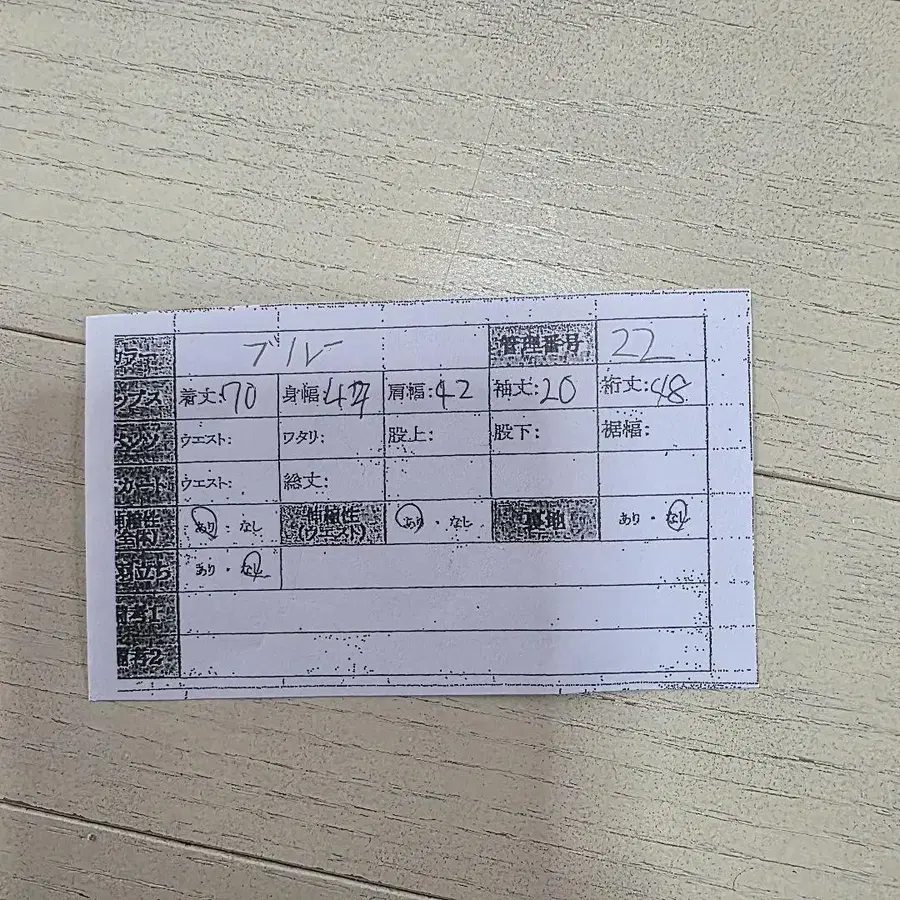 カラー ブルー 管理番号 22
トップス 着丈:70 身幅:47 肩幅:42 袖丈:20 裄丈:48
パンツ ウエスト: ワタリ: 股上: 股下: 裾幅:
カート ウエスト: 総丈:
伸縮性(全体) あり・なし 伸縮性(ウエスト) あり・なし 裏地 あり・なし
あり・なし
備考1
備考2